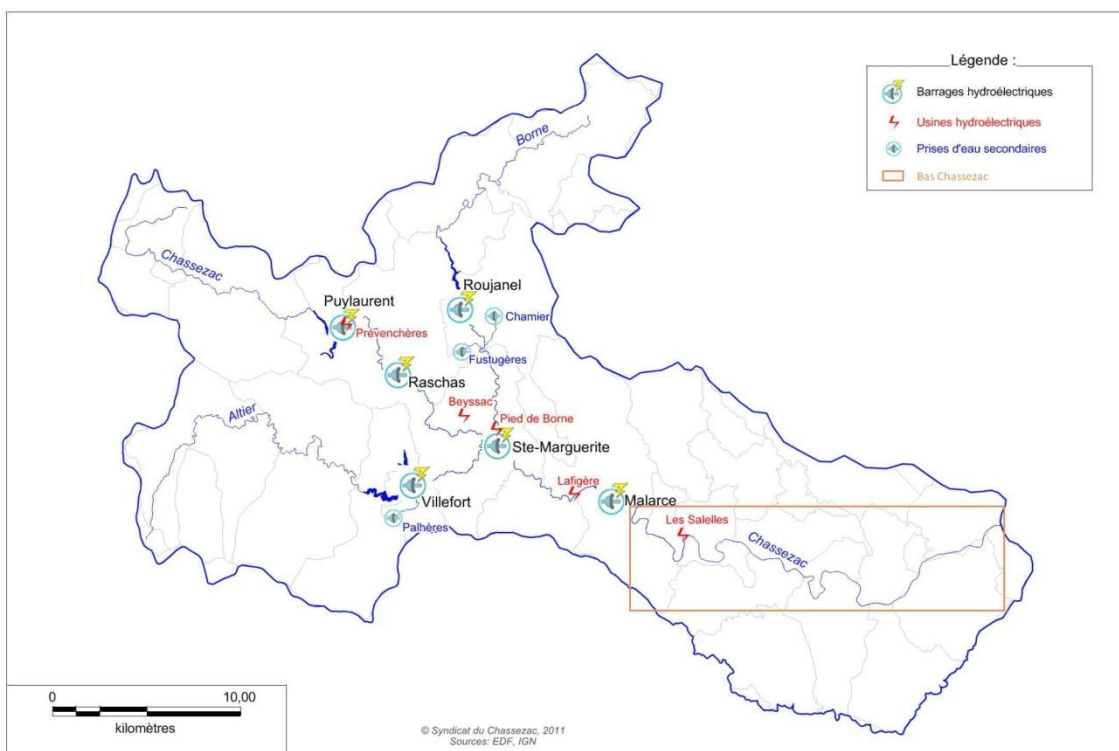 Légende :
Barrages hydroélectriques
Usines hydroélectriques
Prises d'eau secondaires
Bas Chassezac
Borne
Chassezac
Roujanel
Puylaurent
Chamier
Prévenchères
Fustugères
Raschas
Beyssac
Altier
Pied de Borne
Ste-Marguerite
Lafigère
Villefort
Malarce
Palhères
Les Salelles
Chassezac
0 10,00
kilomètres
© Syndicat du Chassezac, 2011
Sources: EDF, IGN